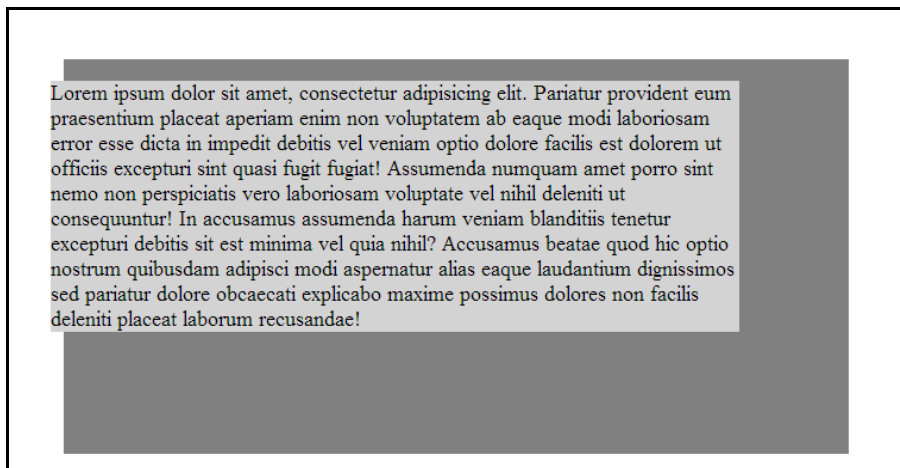 Lorem ipsum dolor sit amet, consectetur adipisicing elit. Pariatur provident eum
praesentium placeat aperiam enim non voluptatem ab eaque modi laboriosam
error esse dicta in impedit debitis vel veniam optio dolore facilis est dolorem ut
officiis excepturi sint quasi fugit fugiat! Assumenda numquam amet porro sint
nemo non perspiciatis vero laboriosam voluptate vel nihil deleniti ut
consequuntur! In accusamus assumenda harum veniam blanditiis tenetur
excepturi debitis sit est minima vel quia nihil? Accusamus beatae quod hic optio
nostrum quibusdam adipisci modi aspernatur alias eaque laudantium dignissimos
sed pariatur dolore obcaecati explicabo maxime possimus dolores non facilis
deleniti placeat laborum recusandae!